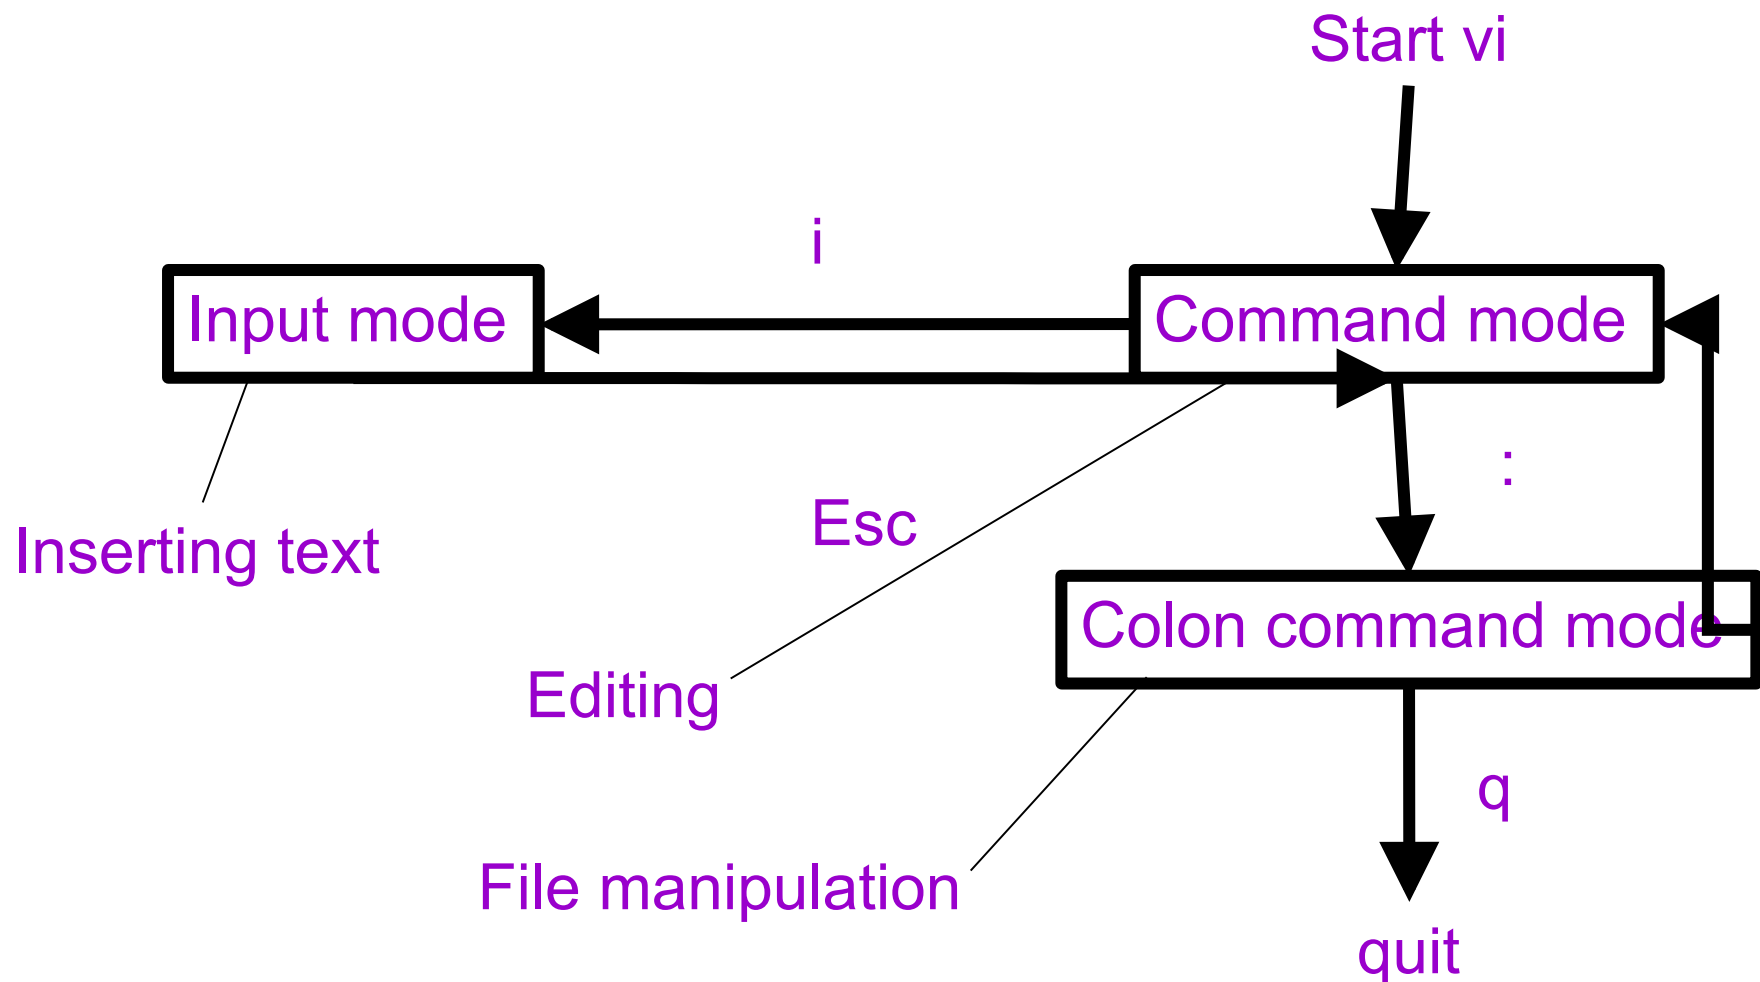 Start vi
i
Input mode
Command mode
:
Esc
Inserting text
Colon command mode
Editing
q
File manipulation
quit